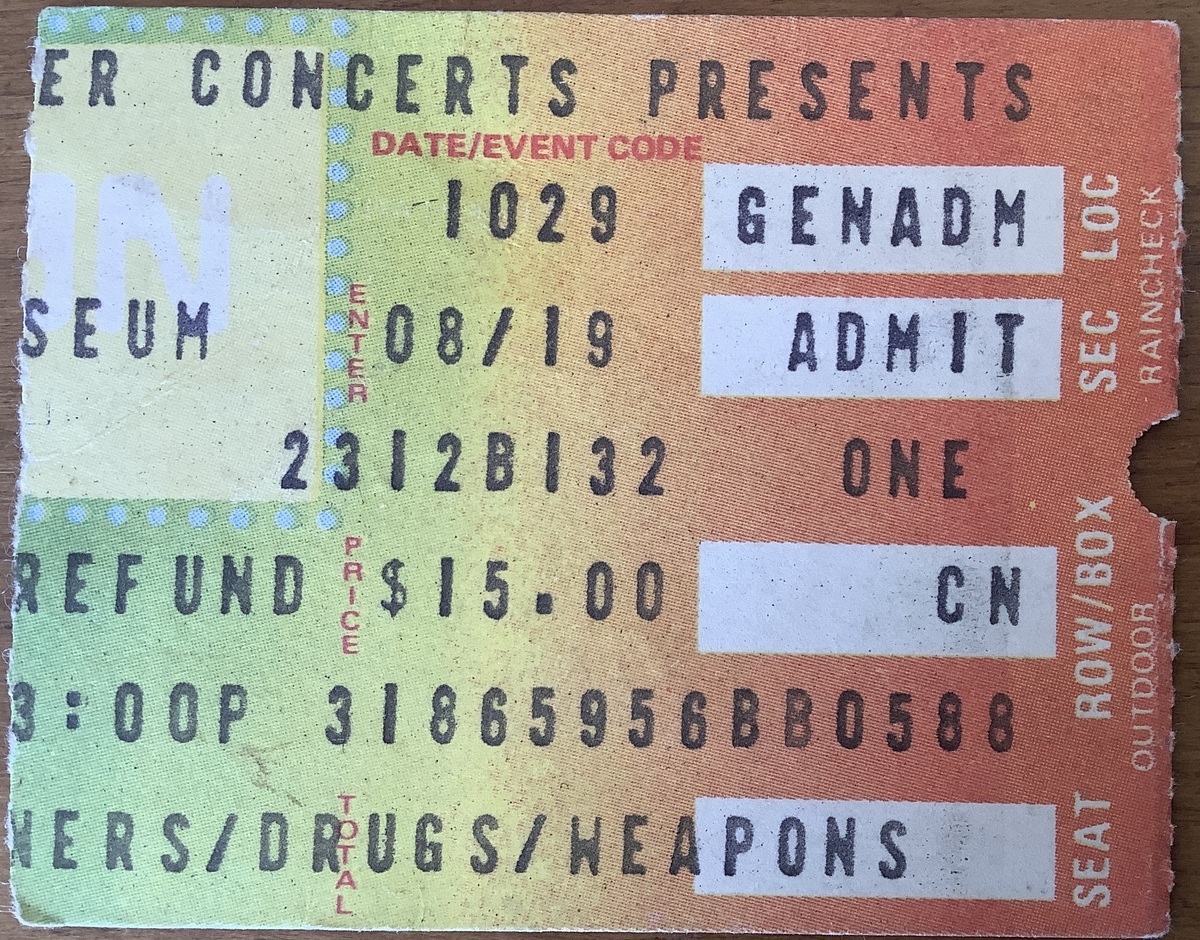 ER CONCERTS PRESENTS
DATE/EVENT CODE
1029 GENADM
SEUM ENTER 08/19 ADMIT
2312B132 ONE
REFUND PRICE $15.00 CN
3:00P 31865956BB0588
NERS/DRUGS/WEAPONS
TOTAL
SEC LOC
RAINCHECK
ROW/BOX
OUTDOOR
SEAT